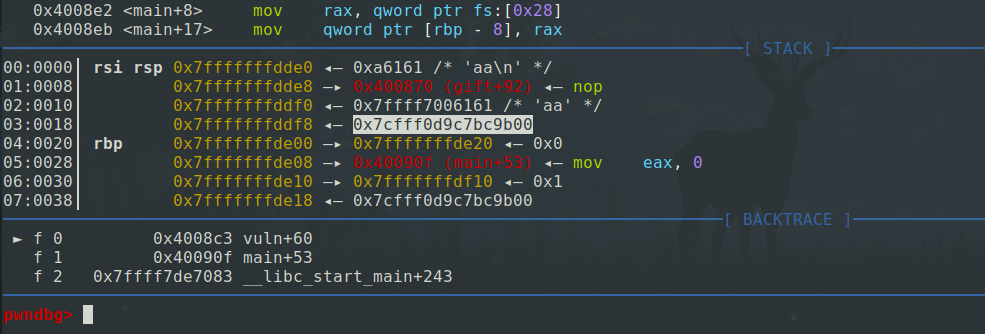 0x4008e2 <main+8> mov rax, qword ptr fs:[0x28]
0x4008eb <main+17> mov qword ptr [rbp - 8], rax
[ STACK ]
00:0000│ rsi rsp 0x7fffffffdde0 ◂— 0xa6161 /* 'aa\n' */
01:0008│ 0x7fffffffdde8 —▸ 0x400870 (gift+92) ◂— nop
02:0010│ 0x7fffffffddf0 ◂— 0x7ffff7006161 /* 'aa' */
03:0018│ 0x7fffffffddf8 ◂— 0x7cfff0d9c7bc9b00
04:0020│ rbp 0x7fffffffde00 —▸ 0x7fffffffde20 ◂— 0x0
05:0028│ 0x7fffffffde08 —▸ 0x40090f (main+53) ◂— mov eax, 0
06:0030│ 0x7fffffffde10 —▸ 0x7fffffffdf10 ◂— 0x1
07:0038│ 0x7fffffffde18 ◂— 0x7cfff0d9c7bc9b00
[ BACKTRACE ]
► f 0 0x4008c3 vuln+60
f 1 0x40090f main+53
f 2 0x7ffff7de7083 __libc_start_main+243
pwndbg>